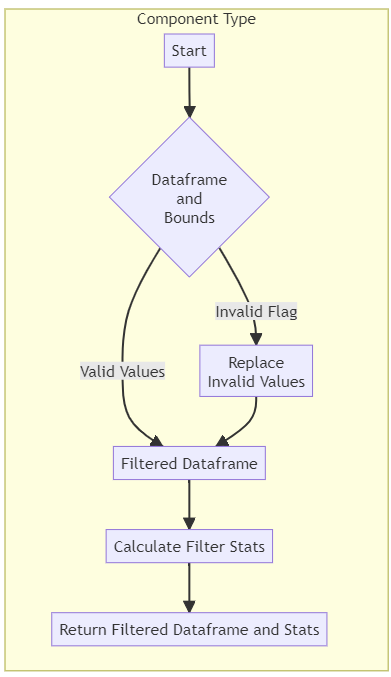 Component Type
Start
Dataframe
and
Bounds
Invalid Flag
Valid Values
Replace
Invalid Values
Filtered Dataframe
Calculate Filter Stats
Return Filtered Dataframe and Stats